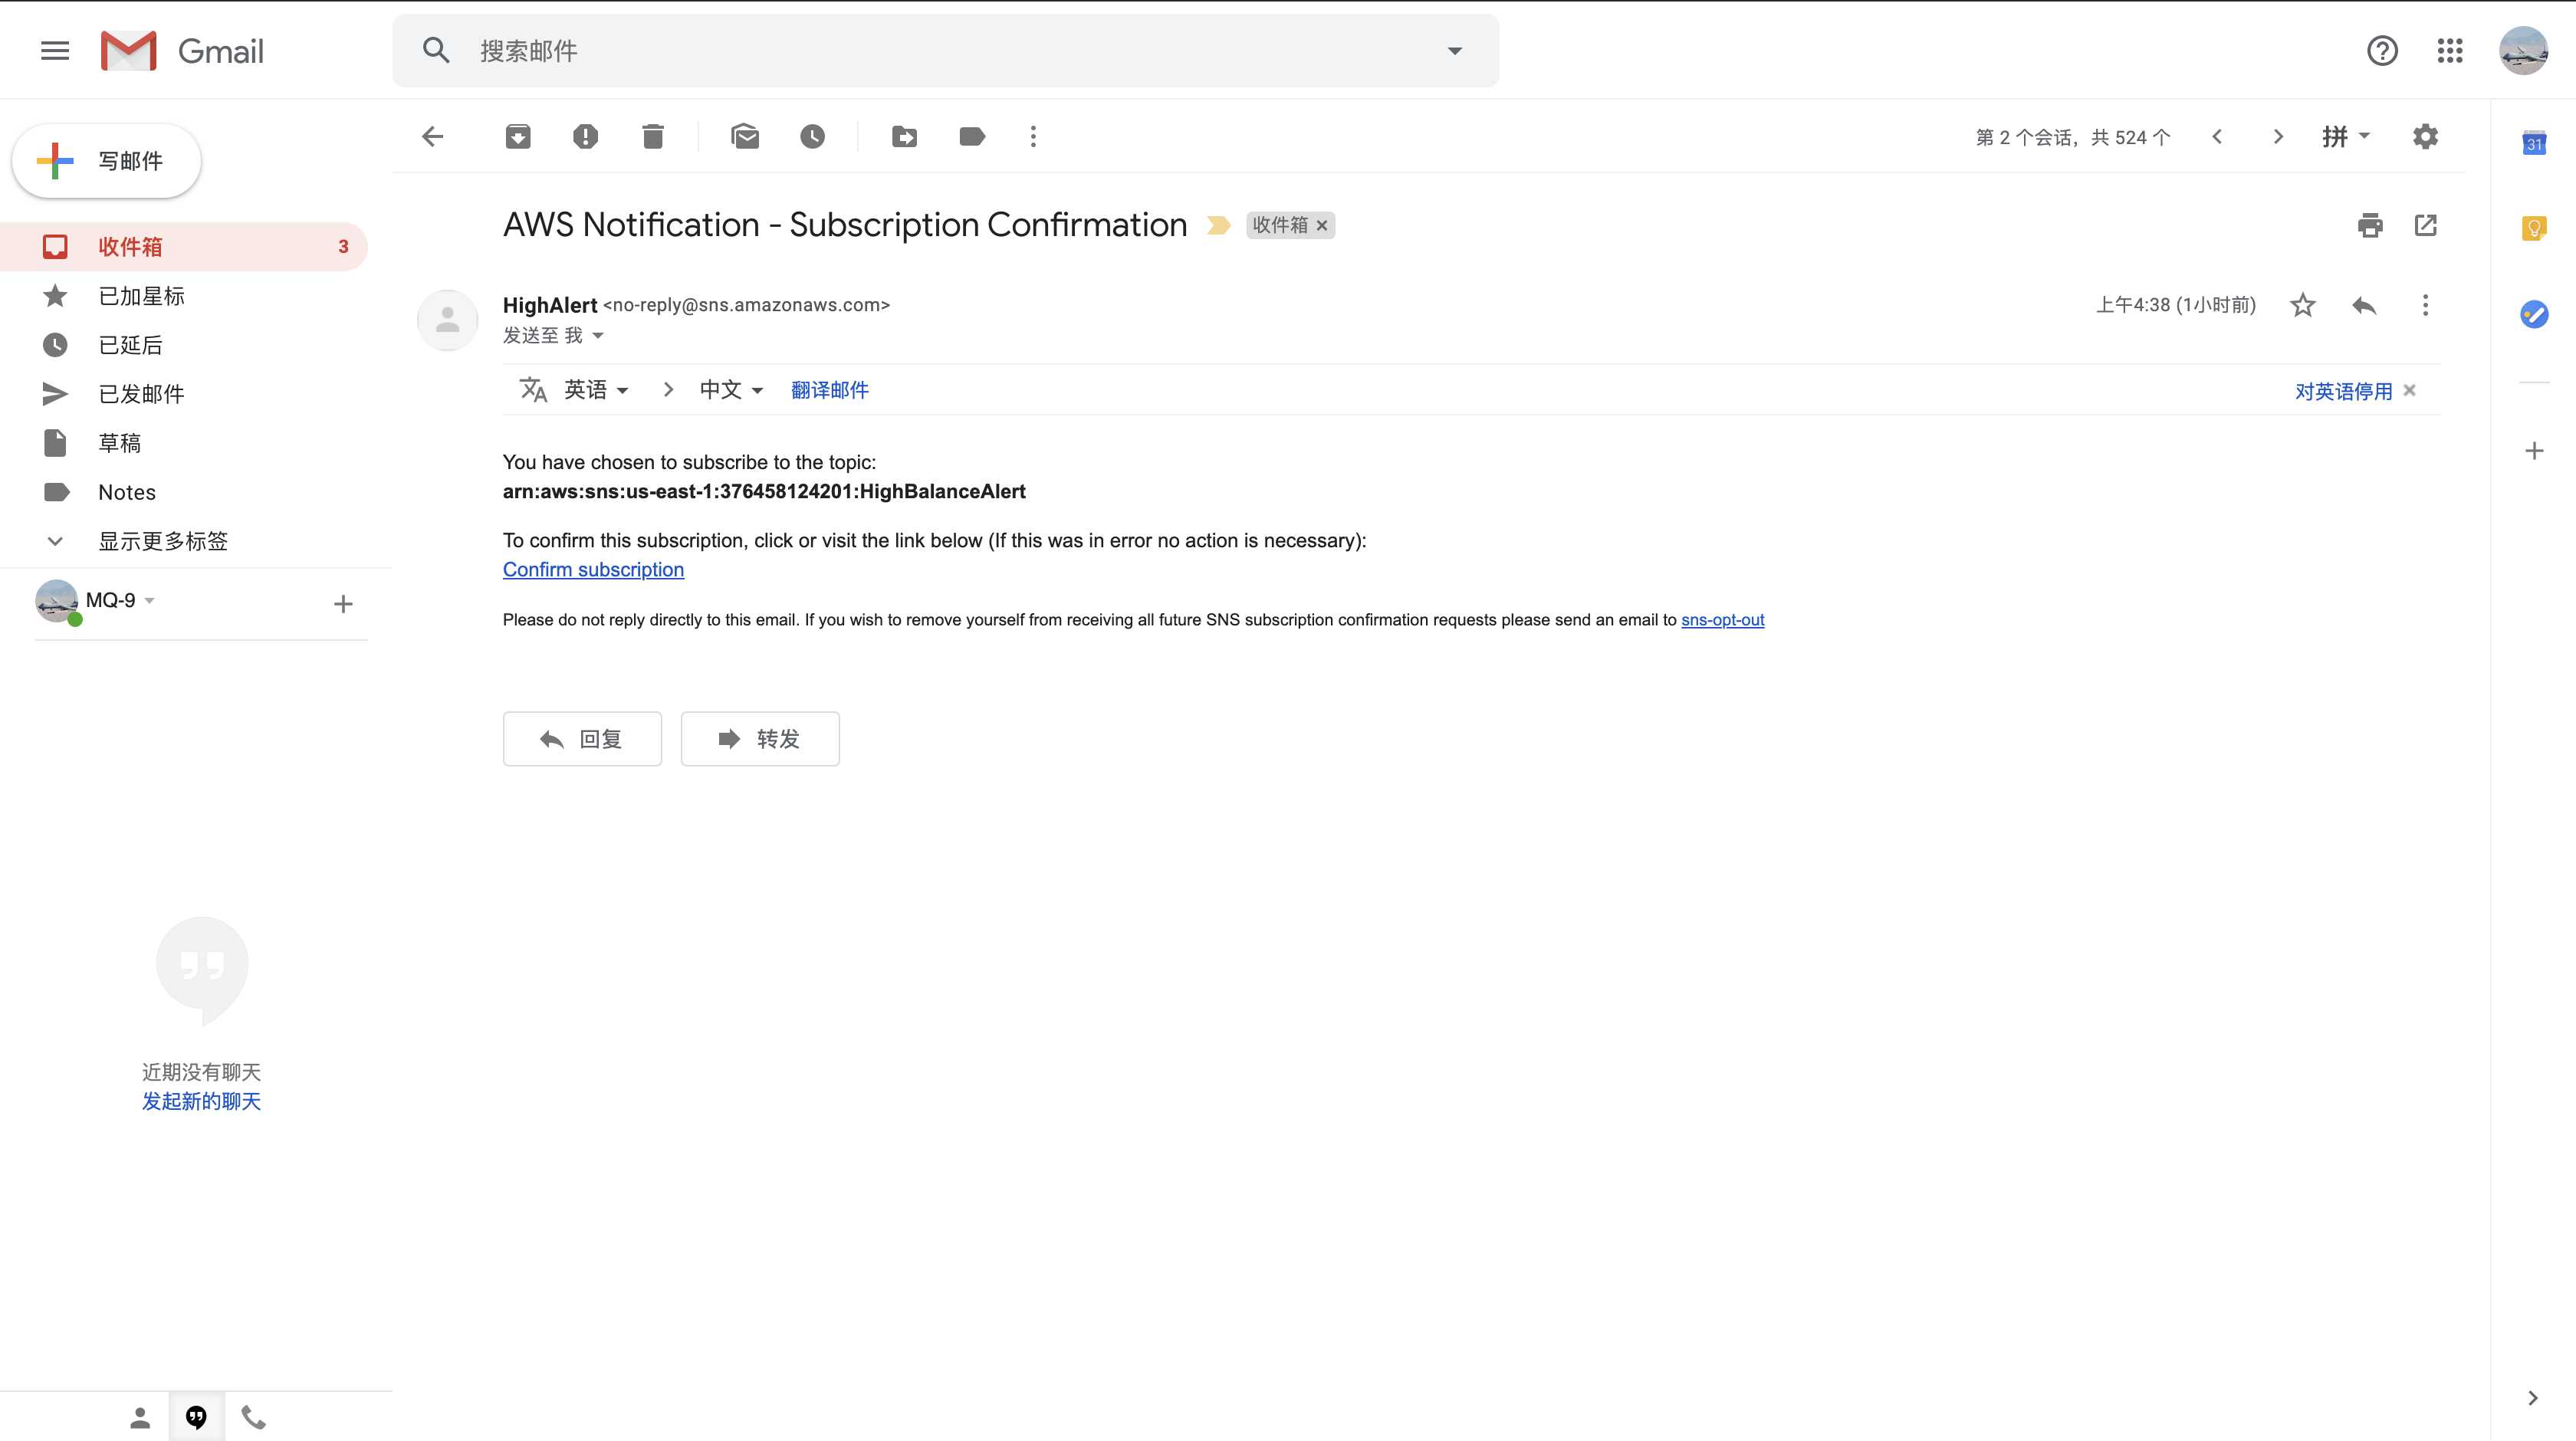 Gmail
搜索邮件
写邮件
第 2 个会话，共 524 个
拼
31
收件箱 3
已加星标
已延后
已发邮件
草稿
Notes
显示更多标签
MQ-9
近期没有聊天
发起新的聊天
AWS Notification - Subscription Confirmation
收件箱 ×
HighAlert <no-reply@sns.amazonaws.com>
上午4:38 (1小时前)
发送至 我
英语 > 中文 翻译邮件
对英语停用 ×
You have chosen to subscribe to the topic:
arn:aws:sns:us-east-1:376458124201:HighBalanceAlert
To confirm this subscription, click or visit the link below (If this was in error no action is necessary):
Confirm subscription
Please do not reply directly to this email. If you wish to remove yourself from receiving all future SNS subscription confirmation requests please send an email to sns-opt-out
回复
转发